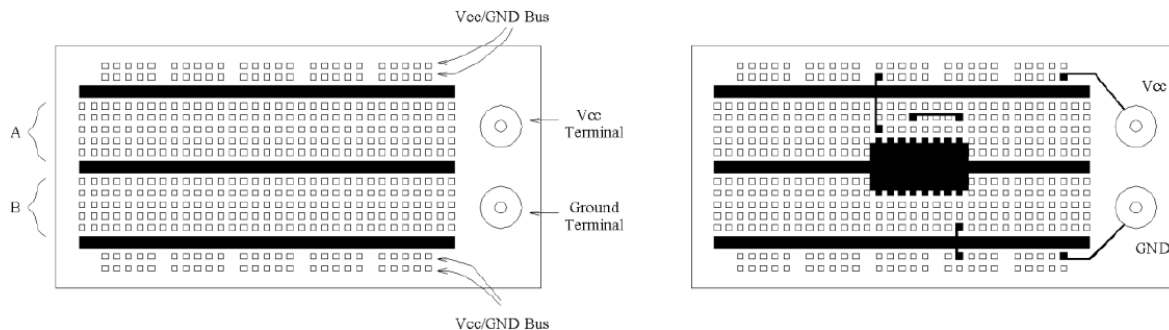 Vcc/GND Bus
A
B
Vcc
Terminal
Ground
Terminal
Vcc/GND Bus
Vcc
GND